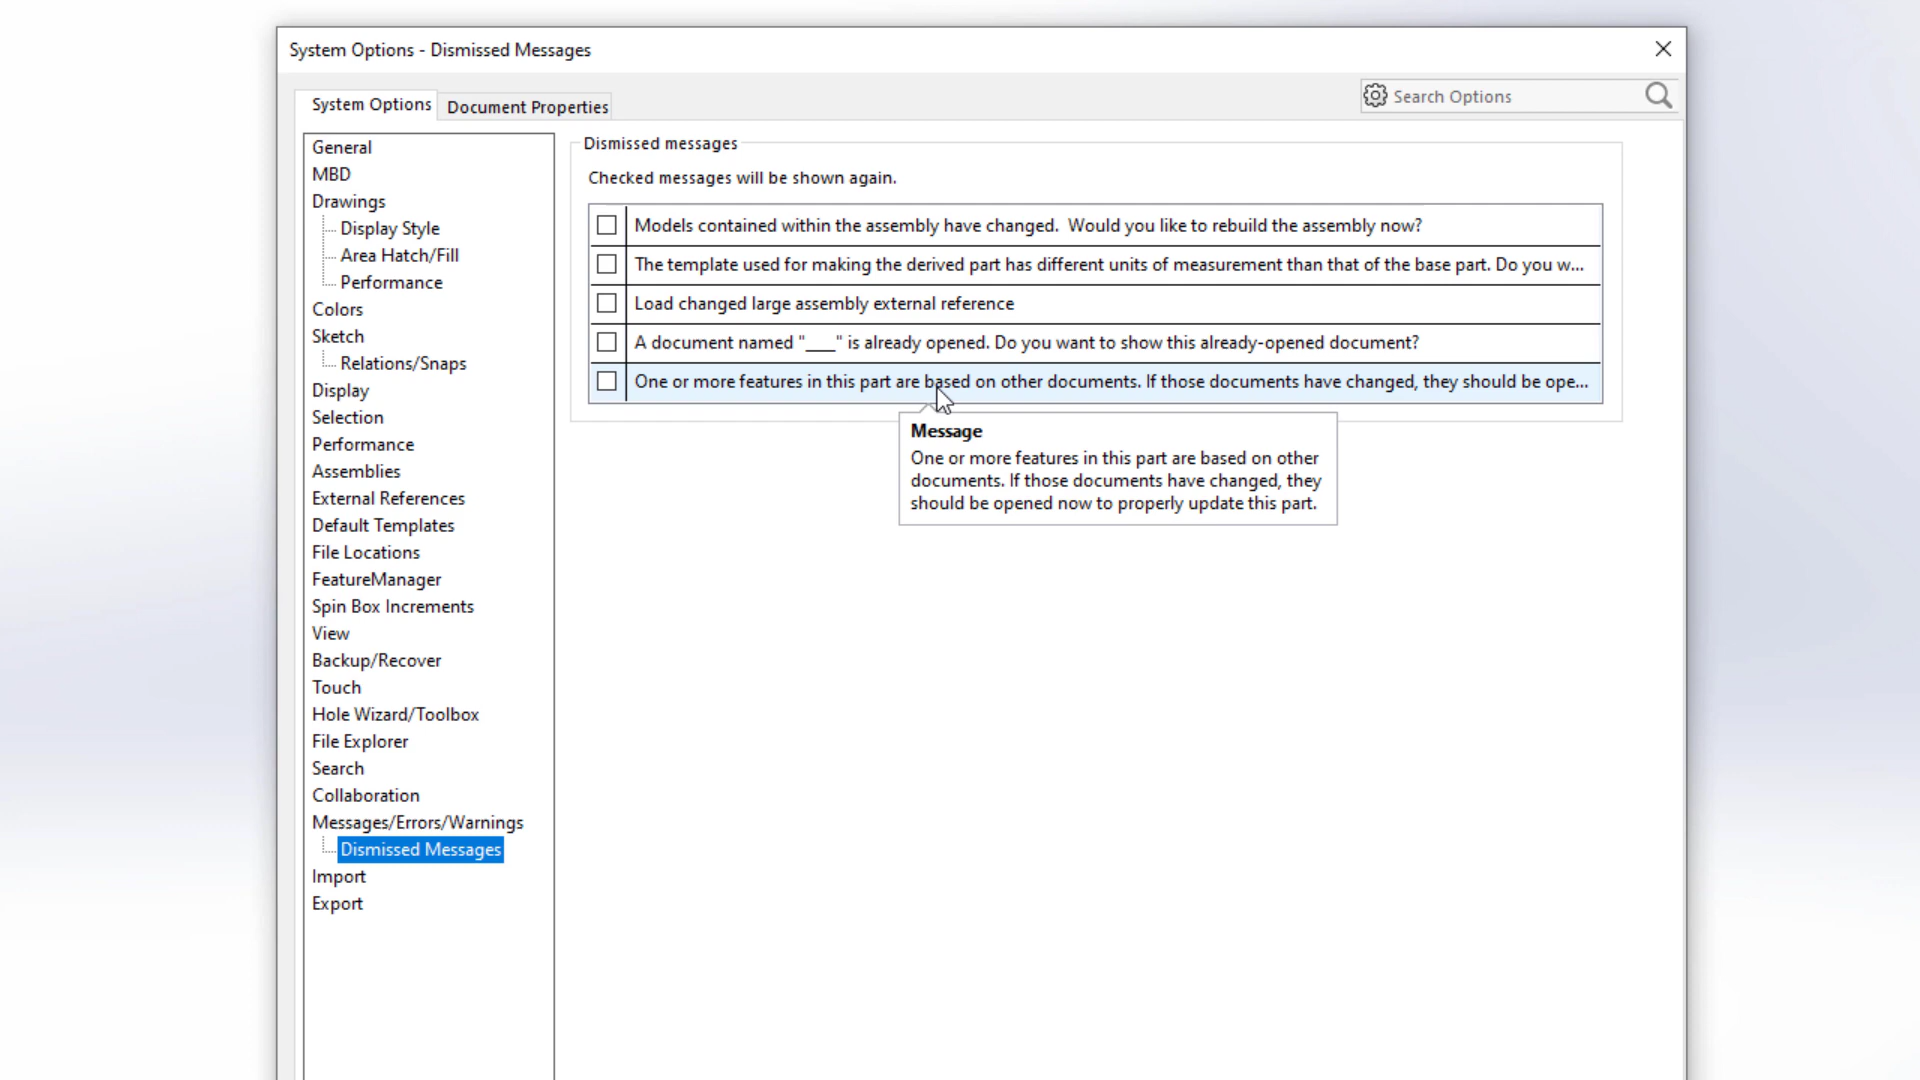 System Options - Dismissed Messages
System Options
Document Properties
Search Options
General
MBD
Drawings
Display Style
Area Hatch/Fill
Performance
Colors
Sketch
Relations/Snaps
Display
Selection
Performance
Assemblies
External References
Default Templates
File Locations
FeatureManager
Spin Box Increments
View
Backup/Recover
Touch
Hole Wizard/Toolbox
File Explorer
Search
Collaboration
Messages/Errors/Warnings
Dismissed Messages
Import
Export
Dismissed messages
Checked messages will be shown again.
Models contained within the assembly have changed.  Would you like to rebuild the assembly now?
The template used for making the derived part has different units of measurement than that of the base part. Do you w...
Load changed large assembly external reference
A document named "___" is already opened. Do you want to show this already-opened document?
One or more features in this part are based on other documents. If those documents have changed, they should be ope...
Message
One or more features in this part are based on other
documents. If those documents have changed, they
should be opened now to properly update this part.